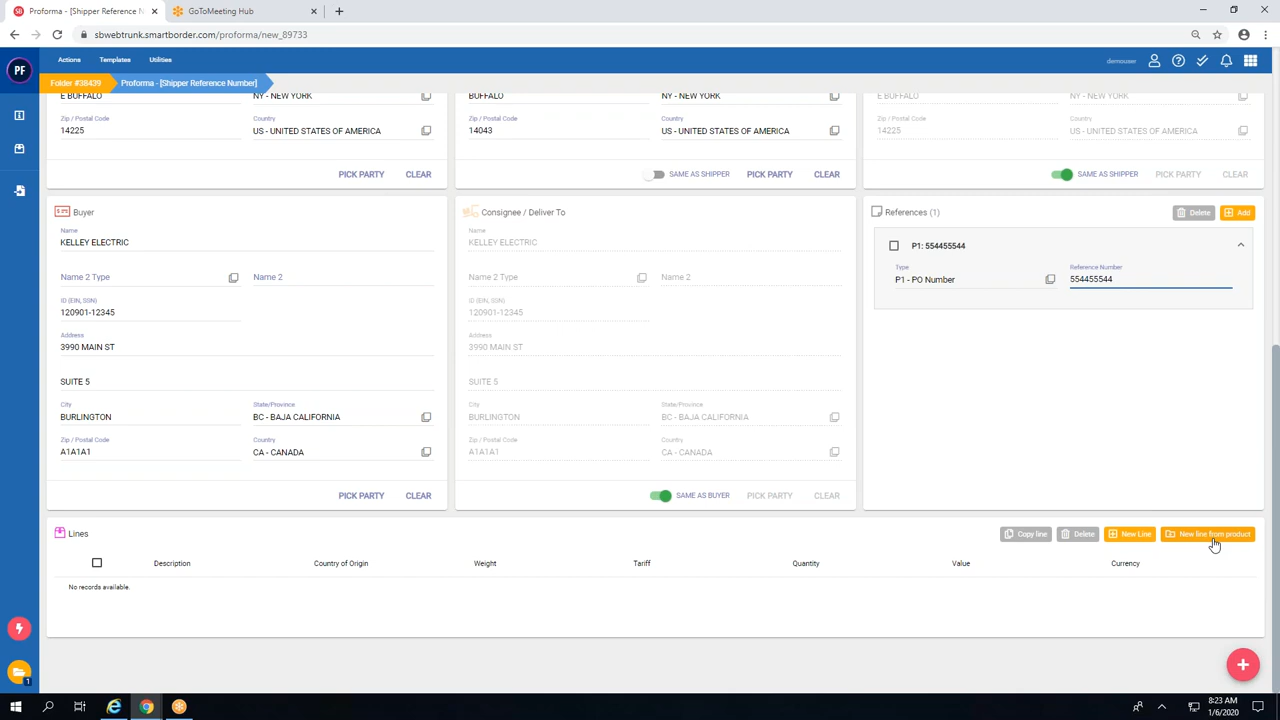 Proforma - [Shipper Reference N
GoToMeeting Hub
sbwebtrunk.smartborder.com/proforma/new_89733
PF
Actions
Templates
Utilities
demouser
Folder #38439
Proforma - [Shipper Reference Number]
E BUFFALO
NY - NEW YORK
BUFFALO
NY - NEW YORK
E BUFFALO
NY - NEW YORK
Zip / Postal Code
Country
Zip / Postal Code
Country
Zip / Postal Code
Country
14225
US - UNITED STATES OF AMERICA
14043
US - UNITED STATES OF AMERICA
14225
US - UNITED STATES OF AMERICA
PICK PARTY
CLEAR
SAME AS SHIPPER
PICK PARTY
CLEAR
SAME AS SHIPPER
PICK PARTY
CLEAR
Buyer
Name
KELLEY ELECTRIC
Name 2 Type
Name 2
ID (EIN, SSN)
120901-12345
Address
3990 MAIN ST
SUITE 5
City
State/Province
BURLINGTON
BC - BAJA CALIFORNIA
Zip / Postal Code
Country
A1A1A1
CA - CANADA
PICK PARTY
CLEAR
Consignee / Deliver To
Name
KELLEY ELECTRIC
Name 2 Type
Name 2
ID (EIN, SSN)
120901-12345
Address
3990 MAIN ST
SUITE 5
City
State/Province
BURLINGTON
BC - BAJA CALIFORNIA
Zip / Postal Code
Country
A1A1A1
CA - CANADA
SAME AS BUYER
PICK PARTY
CLEAR
References (1)
Delete
Add
P1: 554455544
Type
Reference Number
P1 - PO Number
554455544
Lines
Copy line
Delete
New Line
New line from product
Description
Country of Origin
Weight
Tariff
Quantity
Value
Currency
No records available.
1
8:23 AM
1/6/2020